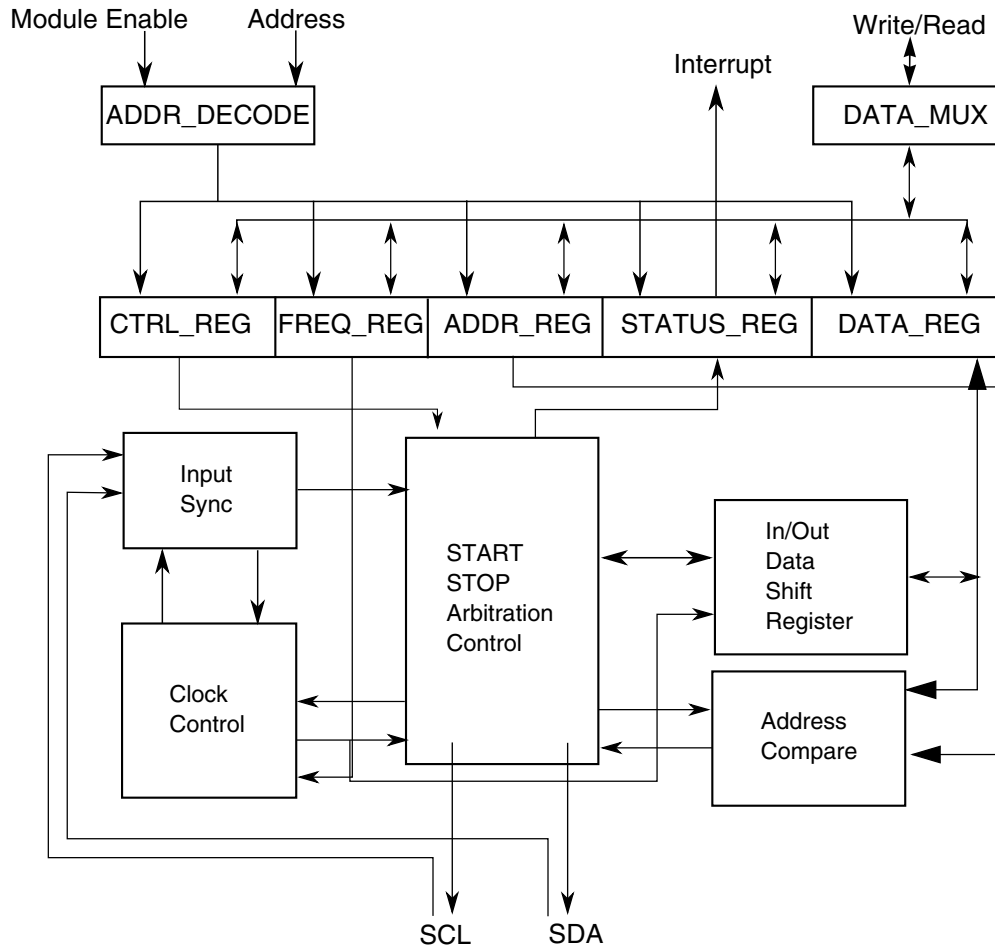 Module Enable
Address
Write/Read
Interrupt
ADDR_DECODE
DATA_MUX
CTRL_REG
FREQ_REG
ADDR_REG
STATUS_REG
DATA_REG
Input
Sync
START
STOP
Arbitration
Control
In/Out
Data
Shift
Register
Clock
Control
Address
Compare
SCL
SDA